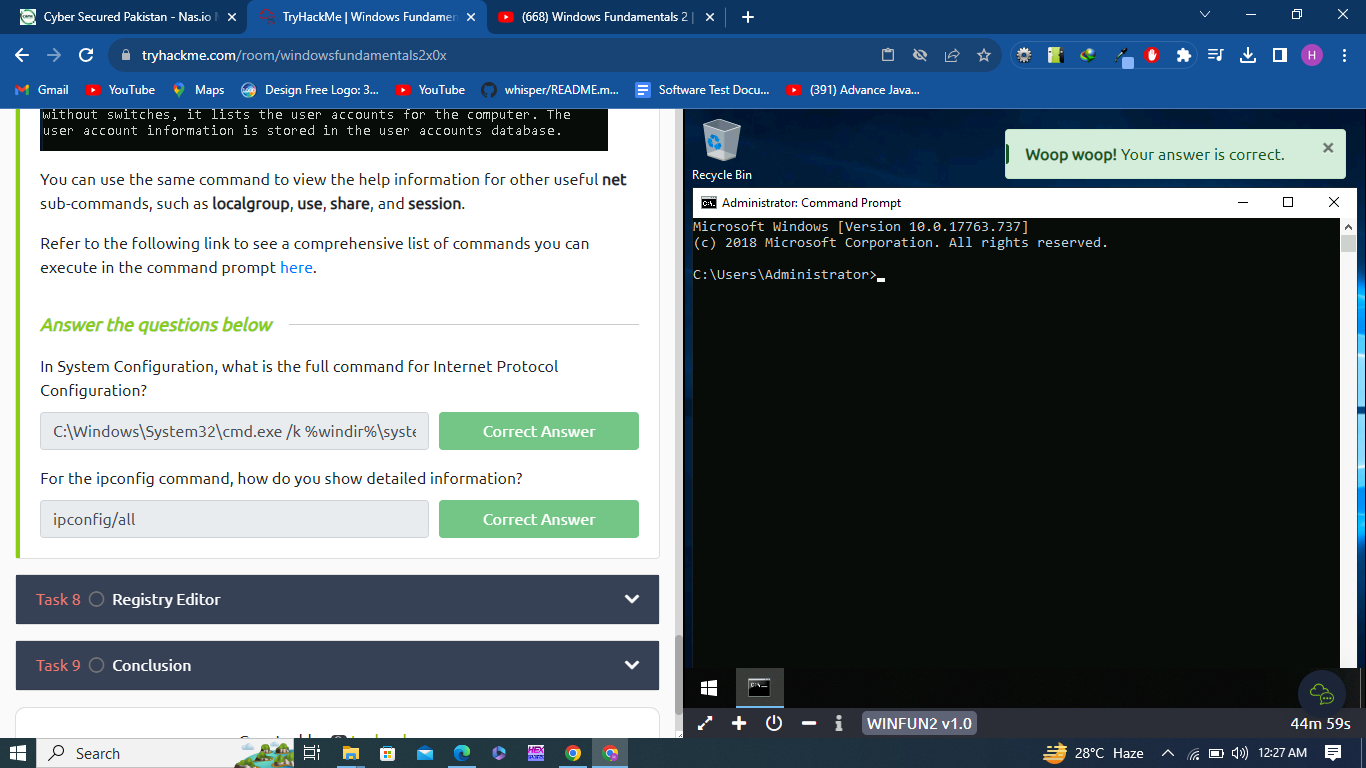 Cyber Secured Pakistan - Nas.io
TryHackMe | Windows Fundamen
(668) Windows Fundamentals 2 |
tryhackme.com/room/windowsfundamentals2x0x
H
Gmail
YouTube
Maps
Design Free Logo: 3...
YouTube
whisper/README.m...
Software Test Docu...
(391) Advance Java...
without switches, it lists the user accounts for the computer. The
user account information is stored in the user accounts database.
You can use the same command to view the help information for other useful net
sub-commands, such as localgroup, use, share, and session.
Refer to the following link to see a comprehensive list of commands you can
execute in the command prompt here.
Answer the questions below
In System Configuration, what is the full command for Internet Protocol
Configuration?
C:\Windows\System32\cmd.exe /k %windir%\syste
Correct Answer
For the ipconfig command, how do you show detailed information?
ipconfig/all
Correct Answer
Task 8 Registry Editor
Task 9 Conclusion
Recycle Bin
Woop woop! Your answer is correct.
Administrator: Command Prompt
Microsoft Windows [Version 10.0.17763.737]
(c) 2018 Microsoft Corporation. All rights reserved.
C:\Users\Administrator>
WINFUN2 v1.0
44m 59s
Search
28°C Haze
12:27 AM